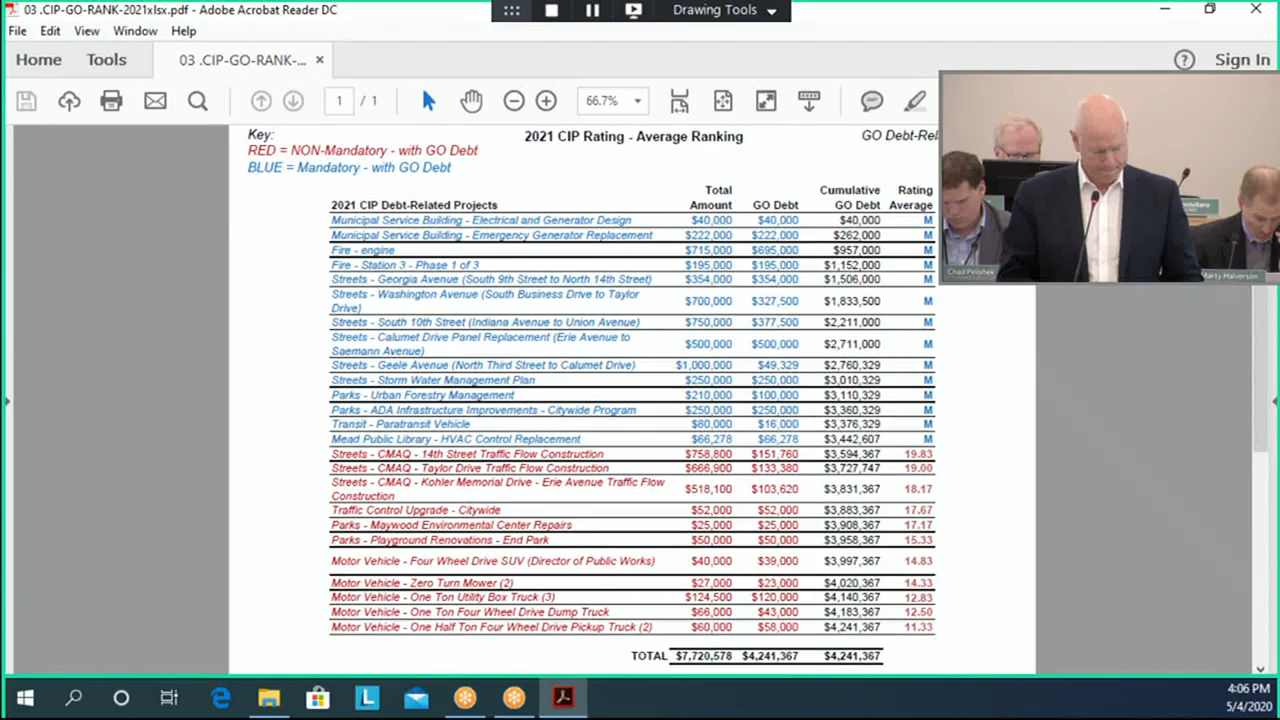 03 .CIP-GO-RANK-2021xlsx.pdf - Adobe Acrobat Reader DC
Drawing Tools
File Edit View Window Help
Home Tools 03 .CIP-GO-RANK-... × Sign In
1 / 1 66.7%
Key:
RED = NON-Mandatory - with GO Debt
BLUE = Mandatory - with GO Debt
2021 CIP Rating - Average Ranking
GO Debt-Rel
2021 CIP Debt-Related Projects Total Amount GO Debt Cumulative GO Debt Rating Average
Municipal Service Building - Electrical and Generator Design $40,000 $40,000 $40,000 M
Municipal Service Building - Emergency Generator Replacement $222,000 $222,000 $262,000 M
Fire - engine $715,000 $695,000 $957,000 M
Fire - Station 3 - Phase 1 of 3 $195,000 $195,000 $1,152,000 M
Streets - Georgia Avenue (South 9th Street to North 14th Street) $354,000 $354,000 $1,506,000 M
Streets - Washington Avenue (South Business Drive to Taylor
Drive) $700,000 $327,500 $1,833,500 M
Streets - South 10th Street (Indiana Avenue to Union Avenue) $750,000 $377,500 $2,211,000 M
Streets - Calumet Drive Panel Replacement (Erie Avenue to
Saemann Avenue) $500,000 $500,000 $2,711,000 M
Streets - Geele Avenue (North Third Street to Calumet Drive) $1,000,000 $49,329 $2,760,329 M
Streets - Storm Water Management Plan $250,000 $250,000 $3,010,329 M
Parks - Urban Forestry Management $210,000 $100,000 $3,110,329 M
Parks - ADA Infrastructure Improvements - Citywide Program $250,000 $250,000 $3,360,329 M
Transit - Paratransit Vehicle $80,000 $16,000 $3,376,329 M
Mead Public Library - HVAC Control Replacement $66,278 $66,278 $3,442,607 M
Streets - CMAQ - 14th Street Traffic Flow Construction $758,800 $151,760 $3,594,367 19.83
Streets - CMAQ - Taylor Drive Traffic Flow Construction $666,900 $133,380 $3,727,747 19.00
Streets - CMAQ - Kohler Memorial Drive - Erie Avenue Traffic Flow
Construction $518,100 $103,620 $3,831,367 18.17
Traffic Control Upgrade - Citywide $52,000 $52,000 $3,883,367 17.67
Parks - Maywood Environmental Center Repairs $25,000 $25,000 $3,908,367 17.17
Parks - Playground Renovations - End Park $50,000 $50,000 $3,958,367 15.33
Motor Vehicle - Four Wheel Drive SUV (Director of Public Works) $40,000 $39,000 $3,997,367 14.83
Motor Vehicle - Zero Turn Mower (2) $27,000 $23,000 $4,020,367 14.33
Motor Vehicle - One Ton Utility Box Truck (3) $124,500 $120,000 $4,140,367 12.83
Motor Vehicle - One Ton Four Wheel Drive Dump Truck $66,000 $43,000 $4,183,367 12.50
Motor Vehicle - One Half Ton Four Wheel Drive Pickup Truck (2) $60,000 $58,000 $4,241,367 11.33
TOTAL $7,720,578 $4,241,367 $4,241,367
Chad Pelishek
Marty Halverson
4:06 PM
5/4/2020